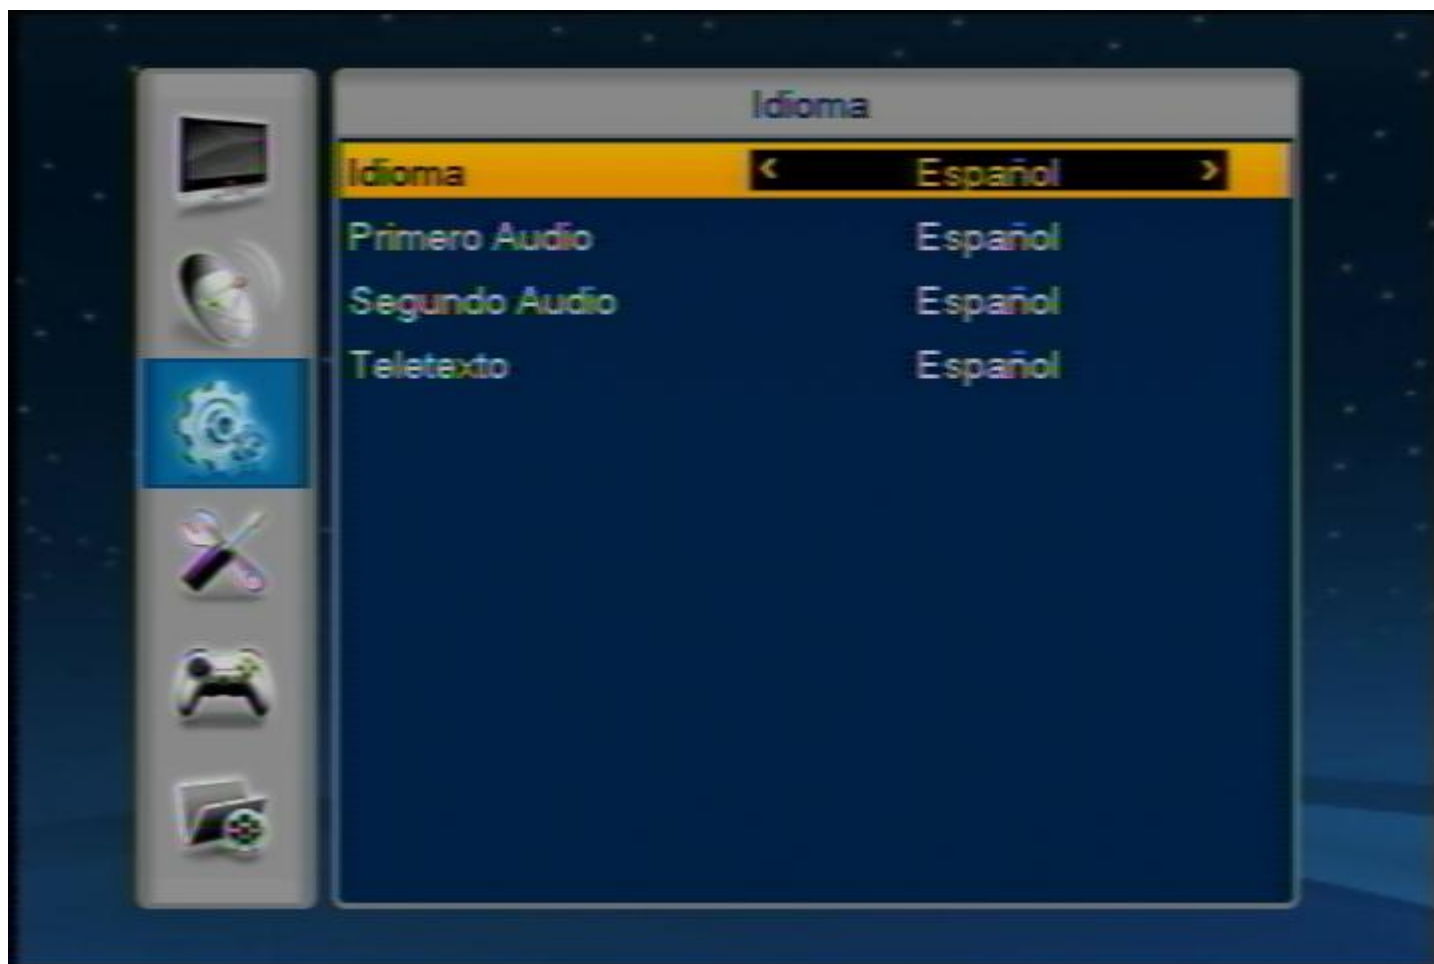 Idioma
Idioma < Español >
Primero Audio Español
Segundo Audio Español
Teletexto Español